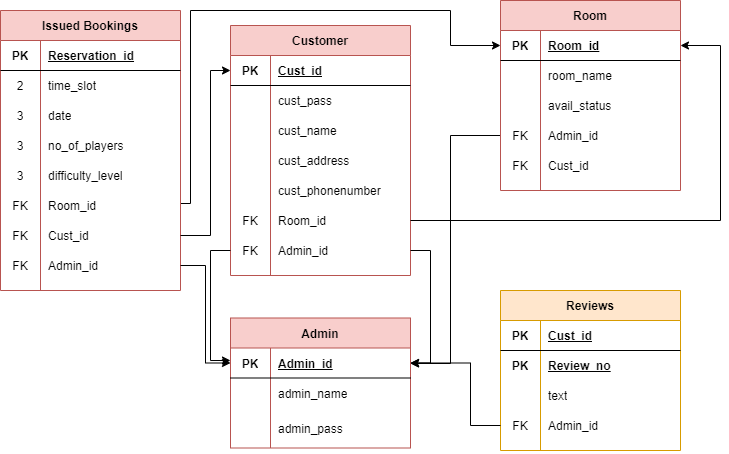 Issued Bookings
PK Reservation_id
2 time_slot
3 date
3 no_of_players
3 difficulty_level
FK Room_id
FK Cust_id
FK Admin_id
Customer
PK Cust_id
cust_pass
cust_name
cust_address
cust_phonenumber
FK Room_id
FK Admin_id
Room
PK Room_id
room_name
avail_status
FK Admin_id
FK Cust_id
Admin
PK Admin_id
admin_name
admin_pass
Reviews
PK Cust_id
PK Review_no
text
FK Admin_id